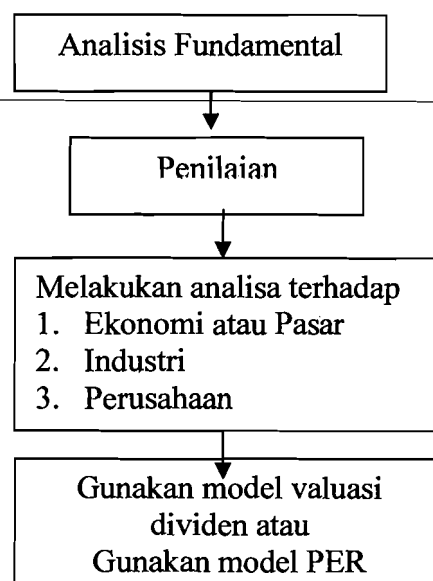 Analisis Fundamental
Penilaian
Melakukan analisa terhadap
1. Ekonomi atau Pasar
2. Industri
3. Perusahaan
Gunakan model valuasi
dividen atau
Gunakan model PER